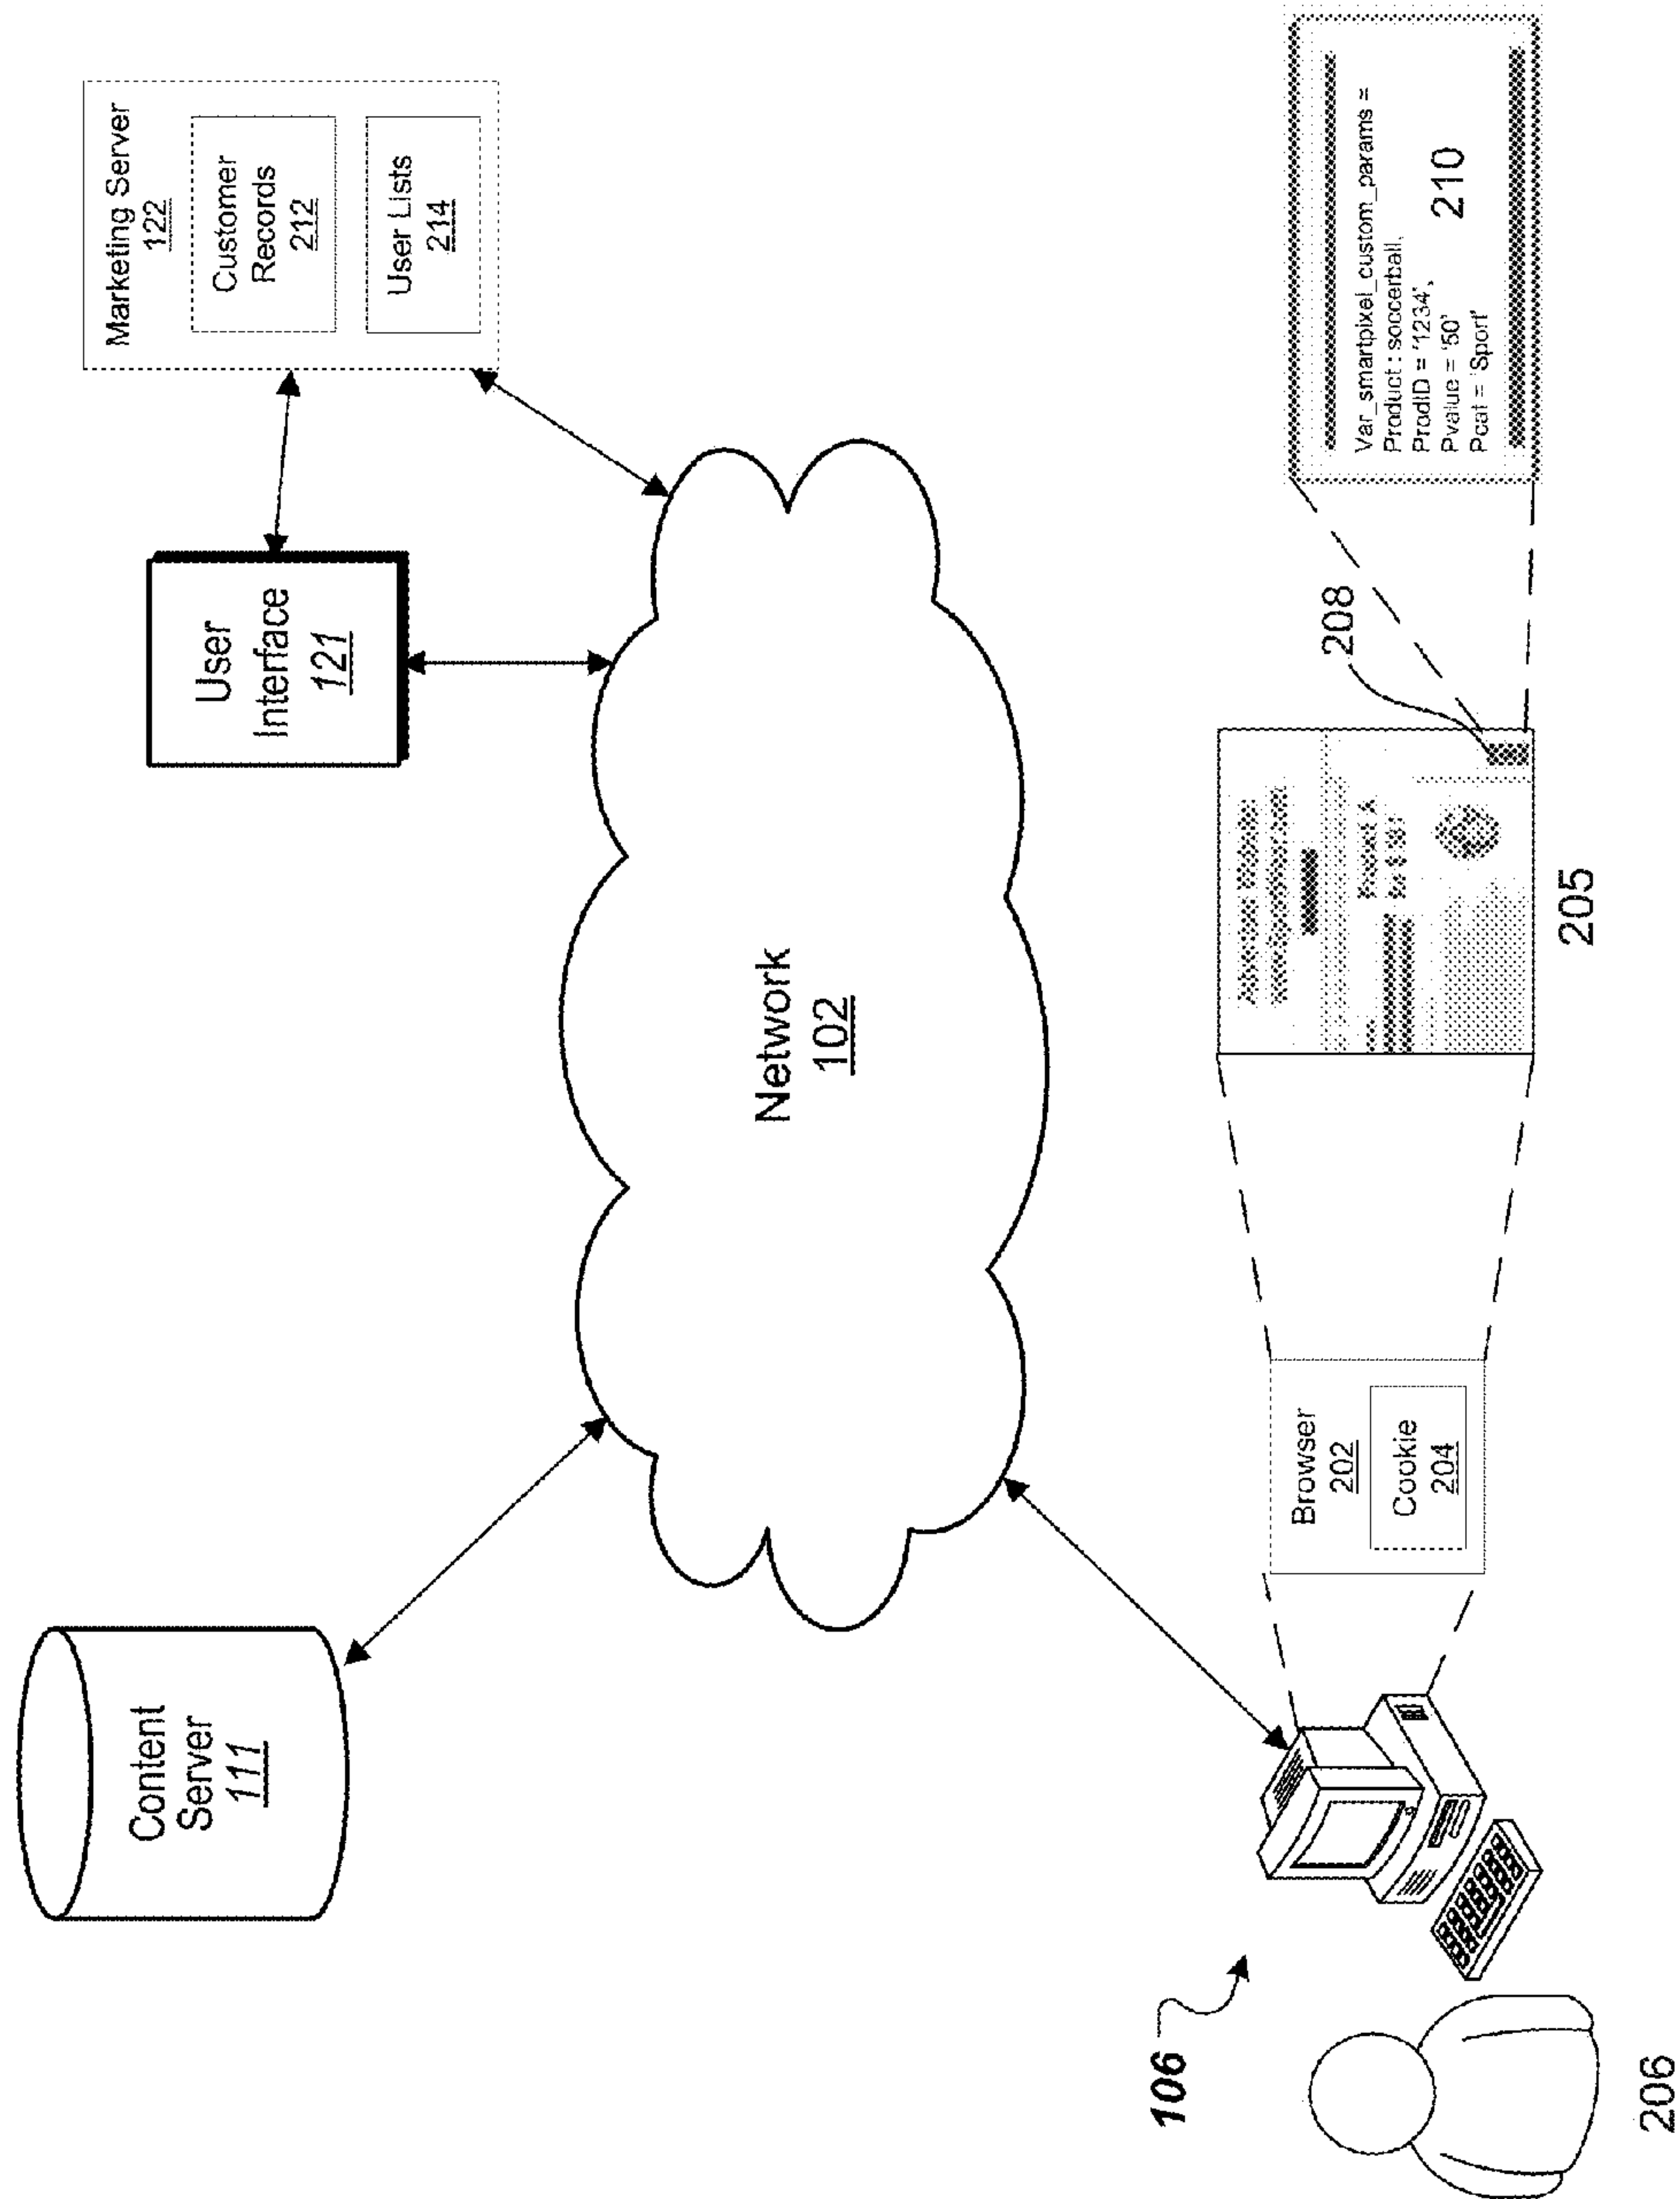 Content
Server
111
User
Interface
121
Marketing Server
122
Customer
Records
212
User Lists
214
Network
102
106
206
Browser
202
Cookie
204
205
208
Var_smartpixel_custom_params =
Product : soccerball,
ProdID = '1234',
Pvalue = '50'
Pcat = 'Sport'
210